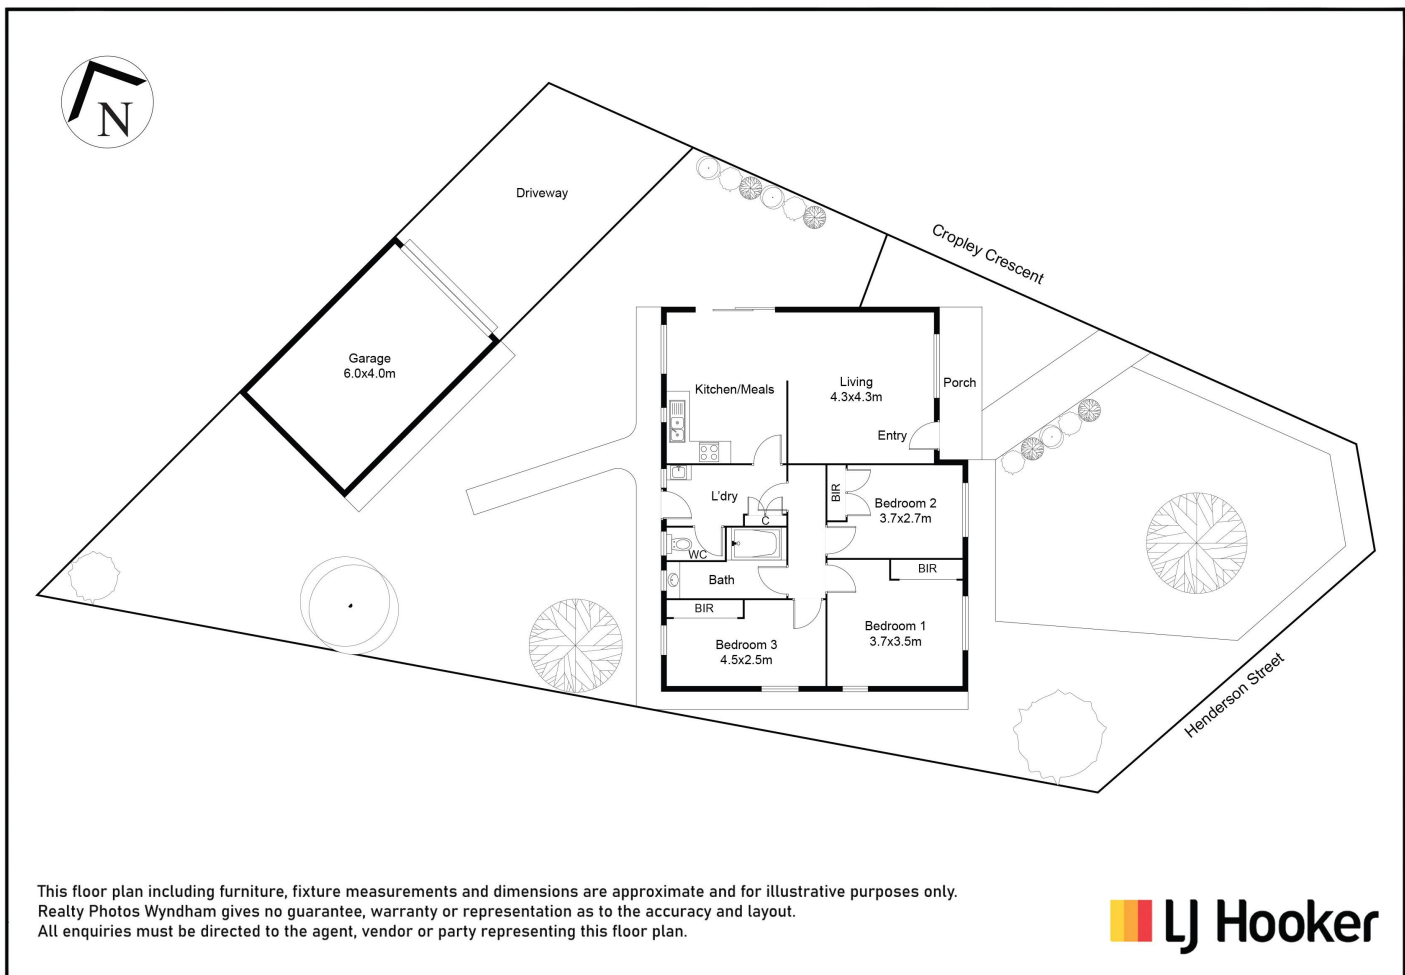 N
Driveway
Cropley Crescent
Garage
6.0x4.0m
Kitchen/Meals
Living
4.3x4.3m
Porch
Entry
L'dry
C
BIR
Bedroom 2
3.7x2.7m
WC
Bath
BIR
BIR
Bedroom 3
4.5x2.5m
Bedroom 1
3.7x3.5m
Henderson Street
This floor plan including furniture, fixture measurements and dimensions are approximate and for illustrative purposes only.
Realty Photos Wyndham gives no guarantee, warranty or representation as to the accuracy and layout.
All enquiries must be directed to the agent, vendor or party representing this floor plan.
LJ Hooker